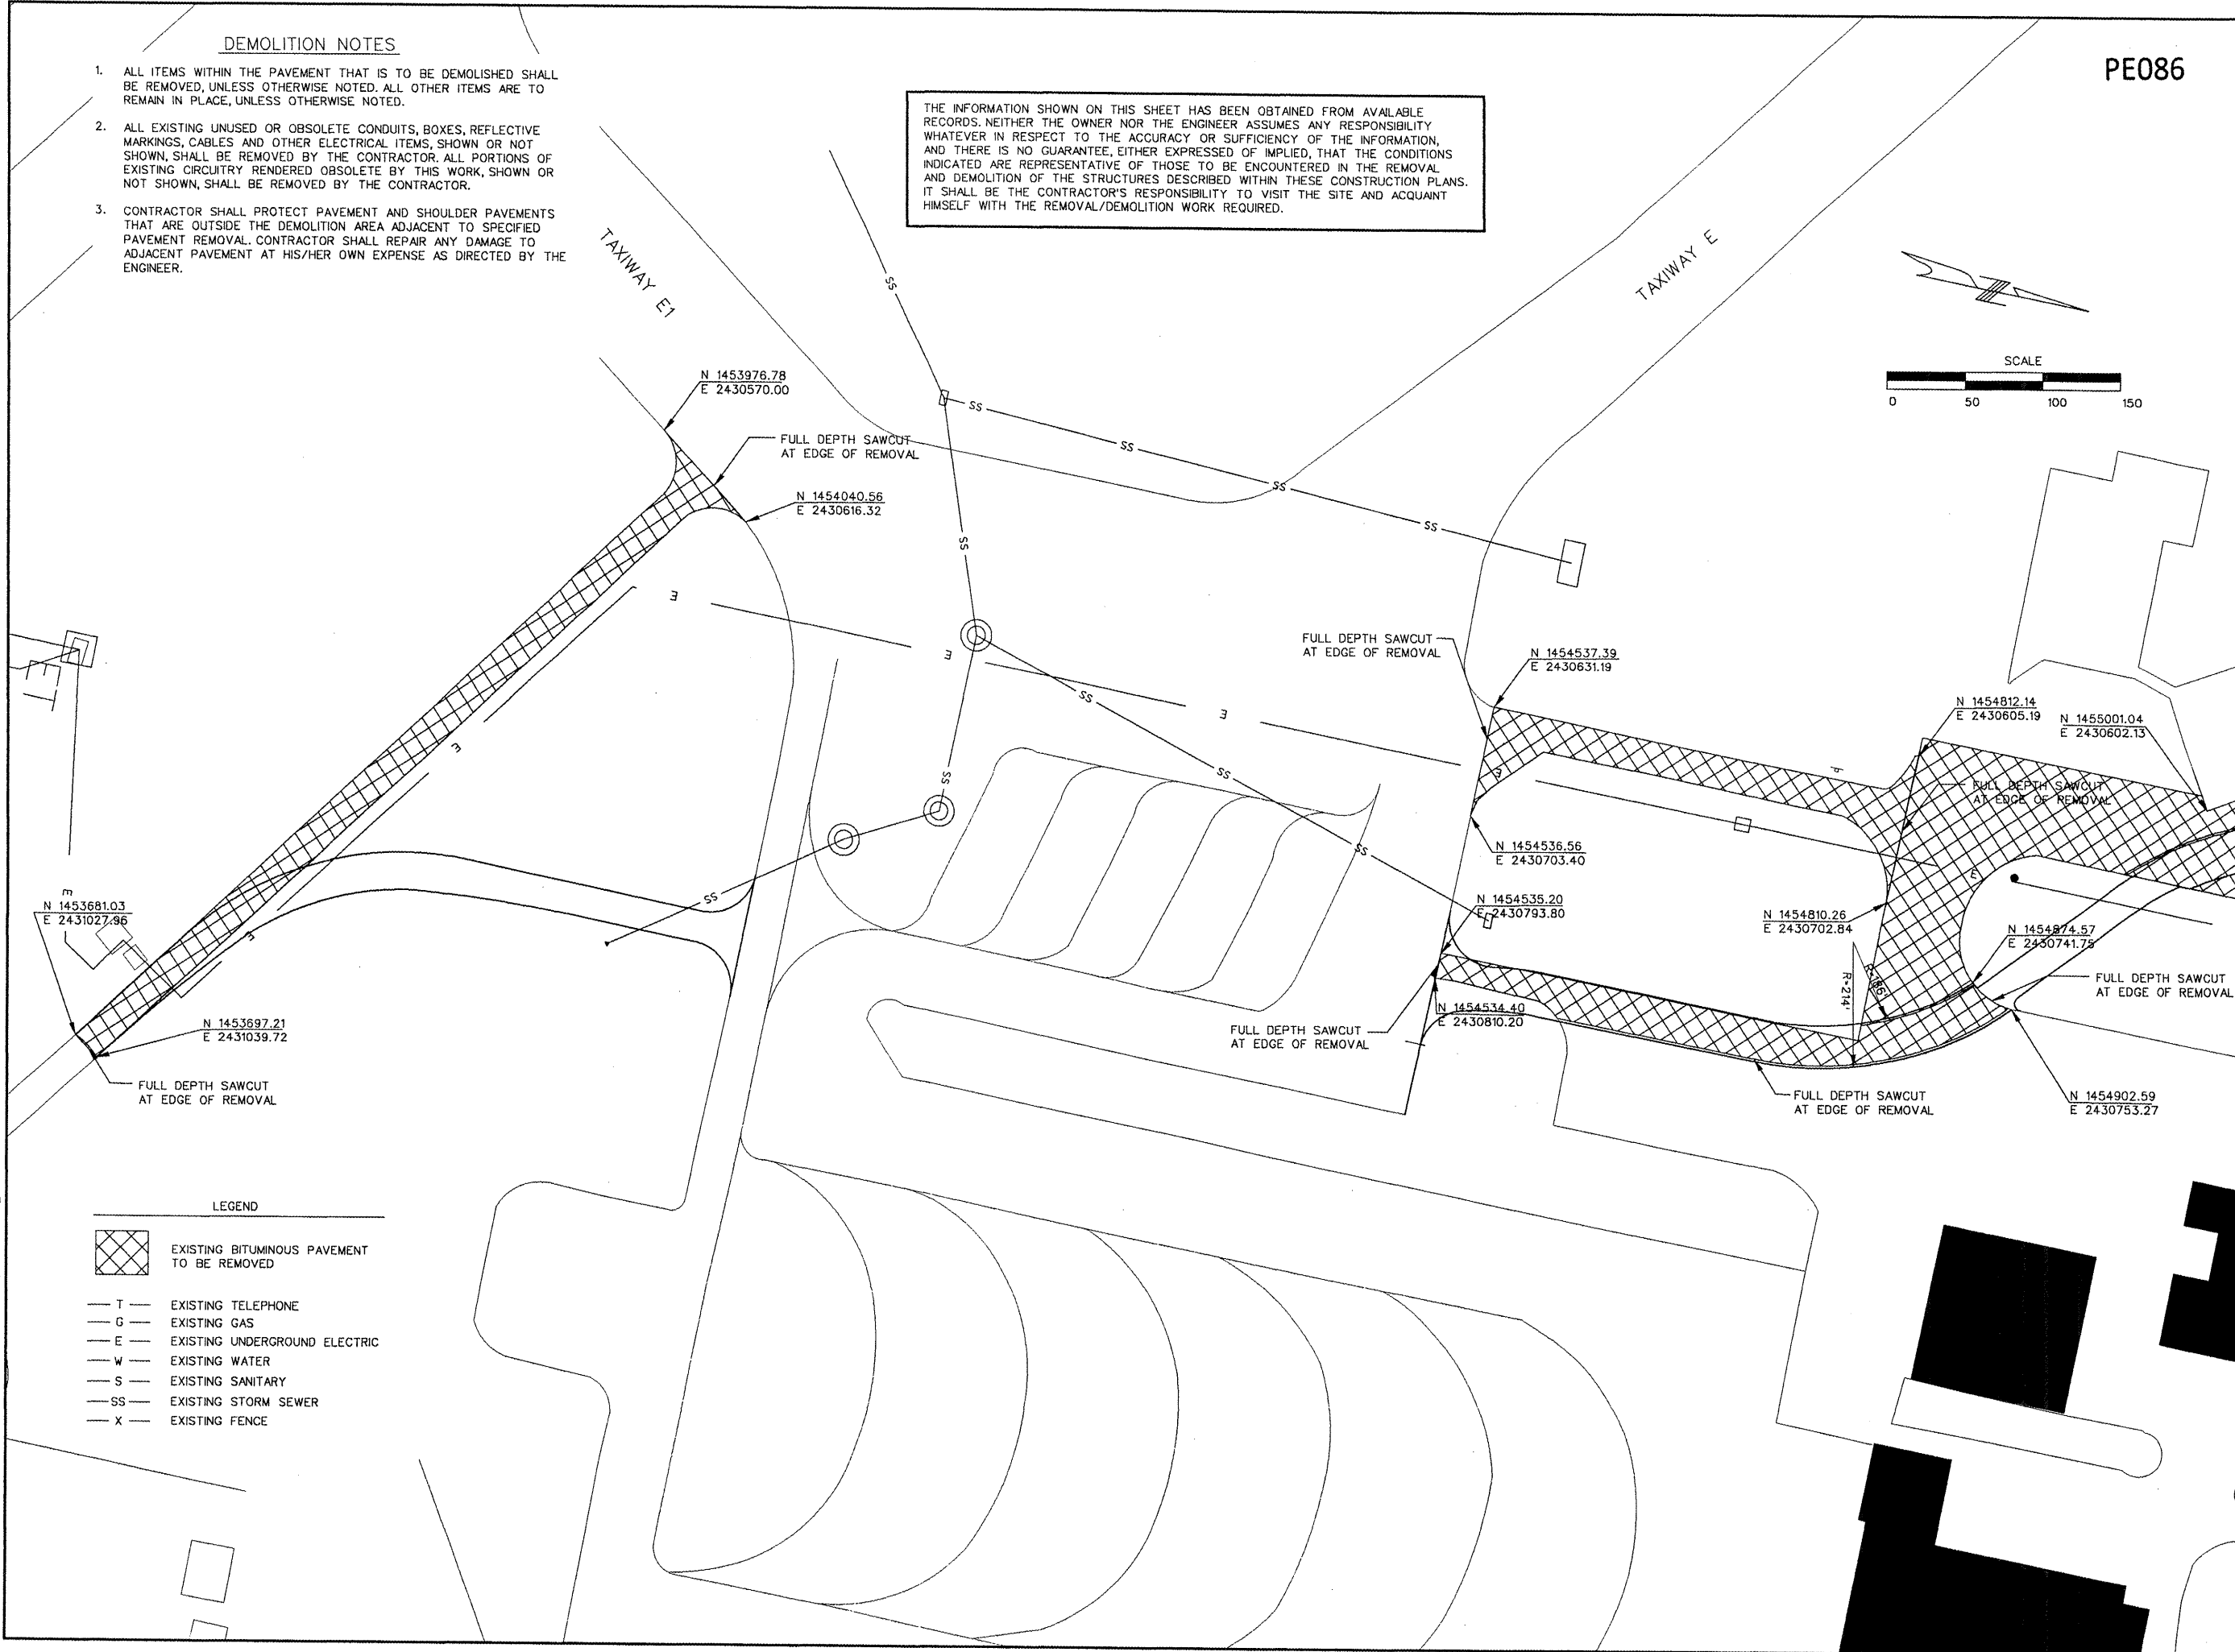 PE086
DEMOLITION NOTES
1. ALL ITEMS WITHIN THE PAVEMENT THAT IS TO BE DEMOLISHED SHALL
BE REMOVED, UNLESS OTHERWISE NOTED. ALL OTHER ITEMS ARE TO
REMAIN IN PLACE, UNLESS OTHERWISE NOTED.
2. ALL EXISTING UNUSED OR OBSOLETE CONDUITS, BOXES, REFLECTIVE
MARKINGS, CABLES AND OTHER ELECTRICAL ITEMS, SHOWN OR NOT
SHOWN, SHALL BE REMOVED BY THE CONTRACTOR. ALL PORTIONS OF
EXISTING CIRCUITRY RENDERED OBSOLETE BY THIS WORK, SHOWN OR
NOT SHOWN, SHALL BE REMOVED BY THE CONTRACTOR.
3. CONTRACTOR SHALL PROTECT PAVEMENT AND SHOULDER PAVEMENTS
THAT ARE OUTSIDE THE DEMOLITION AREA ADJACENT TO SPECIFIED
PAVEMENT REMOVAL. CONTRACTOR SHALL REPAIR ANY DAMAGE TO
ADJACENT PAVEMENT AT HIS/HER OWN EXPENSE AS DIRECTED BY THE
ENGINEER.
THE INFORMATION SHOWN ON THIS SHEET HAS BEEN OBTAINED FROM AVAILABLE
RECORDS. NEITHER THE OWNER NOR THE ENGINEER ASSUMES ANY RESPONSIBILITY
WHATEVER IN RESPECT TO THE ACCURACY OR SUFFICIENCY OF THE INFORMATION,
AND THERE IS NO GUARANTEE, EITHER EXPRESSED OF IMPLIED, THAT THE CONDITIONS
INDICATED ARE REPRESENTATIVE OF THOSE TO BE ENCOUNTERED IN THE REMOVAL
AND DEMOLITION OF THE STRUCTURES DESCRIBED WITHIN THESE CONSTRUCTION PLANS.
IT SHALL BE THE CONTRACTOR'S RESPONSIBILITY TO VISIT THE SITE AND ACQUAINT
HIMSELF WITH THE REMOVAL/DEMOLITION WORK REQUIRED.
TAXIWAY E1
TAXIWAY E
SCALE
0 50 100 150
N 1453976.78
E 2430570.00
FULL DEPTH SAWCUT
AT EDGE OF REMOVAL
N 1454040.56
E 2430616.32
SS
SS
SS
SS
SS
SS
E
E
E
E
FULL DEPTH SAWCUT
AT EDGE OF REMOVAL
N 1454537.39
E 2430631.19
N 1454812.14
E 2430605.19
N 1455001.04
E 2430602.13
FULL DEPTH SAWCUT
AT EDGE OF REMOVAL
SS
SS
SS
SS
SS
E
E
E
E
N 1454536.56
E 2430703.40
N 1453681.03
E 2431027.96
N 1454535.20
E 2430793.80
N 1454810.26
E 2430702.84
N 1454874.57
E 2430741.75
R=214'
FULL DEPTH SAWCUT
AT EDGE OF REMOVAL
N 1453697.21
E 2431039.72
N 1454534.40
E 2430810.20
FULL DEPTH SAWCUT
AT EDGE OF REMOVAL
FULL DEPTH SAWCUT
AT EDGE OF REMOVAL
FULL DEPTH SAWCUT
AT EDGE OF REMOVAL
N 1454902.59
E 2430753.27
LEGEND
EXISTING BITUMINOUS PAVEMENT
TO BE REMOVED
T EXISTING TELEPHONE
G EXISTING GAS
E EXISTING UNDERGROUND ELECTRIC
W EXISTING WATER
S EXISTING SANITARY
SS EXISTING STORM SEWER
X EXISTING FENCE